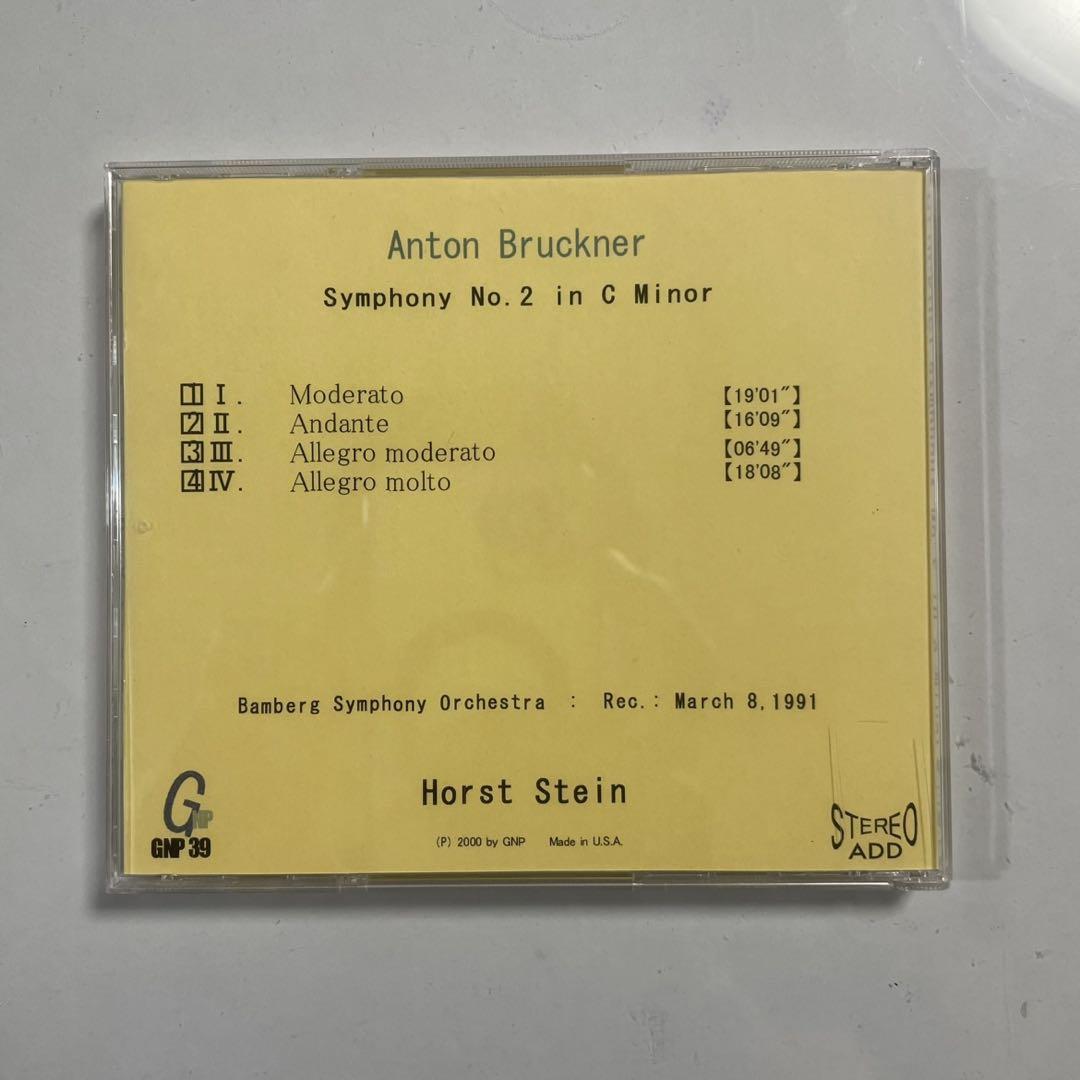 Anton Bruckner
Symphony No.2 in C Minor
1 Ⅰ. Moderato 【19'01"】
2 Ⅱ. Andante 【16'09"】
3 Ⅲ. Allegro moderato 【06'49"】
4 Ⅳ. Allegro molto 【18'08"】
Bamberg Symphony Orchestra : Rec.: March 8,1991
Horst Stein
GNP
GNP 39
(P) 2000 by GNP Made in U.S.A.
STEREO
ADD